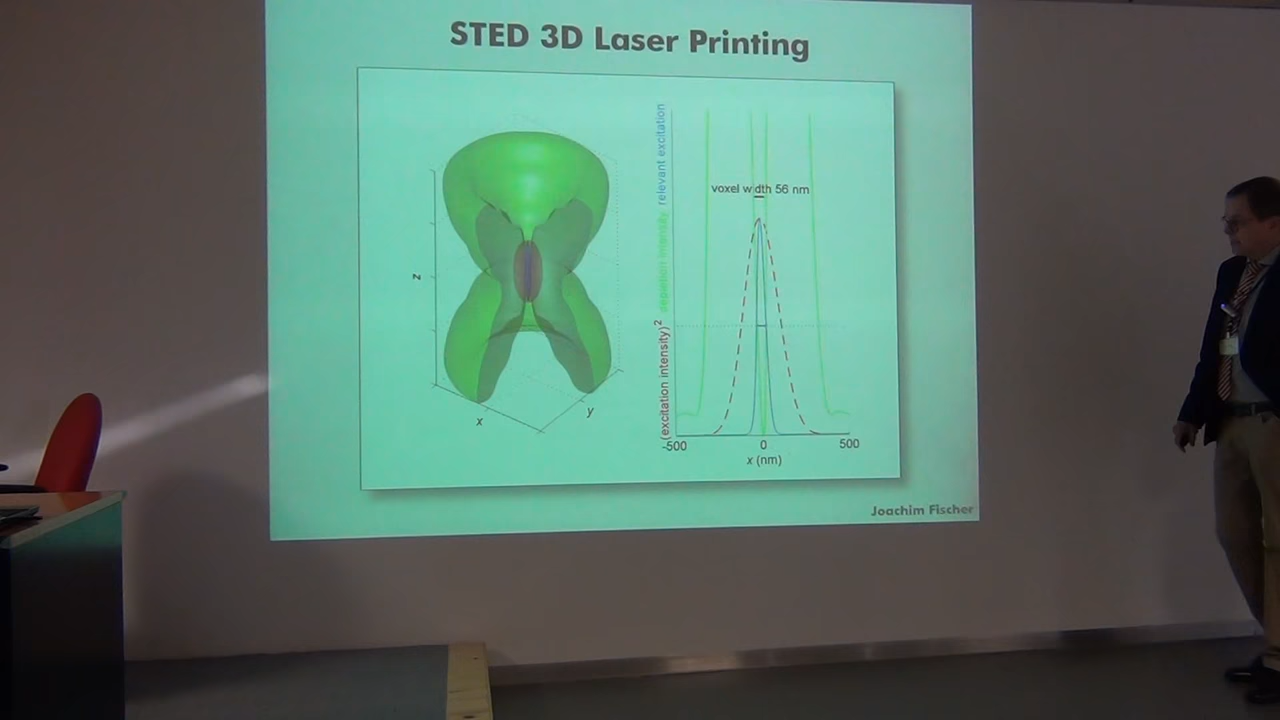 STED 3D Laser Printing
z
x
y
(excitation intensity)² depletion intensity relevant excitation
voxel width 56 nm
-500
0
500
x (nm)
Joachim Fischer